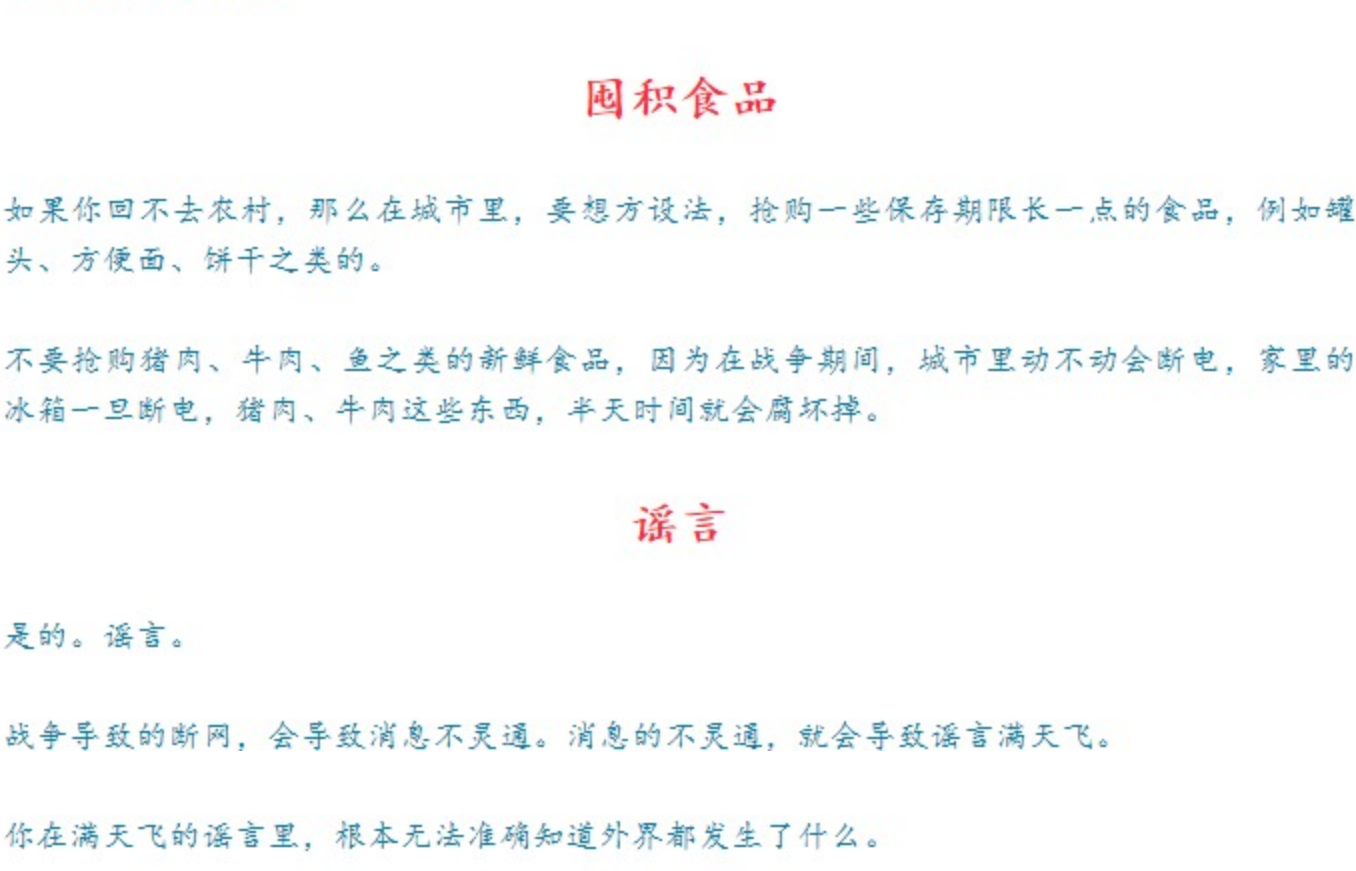 囤积食品
如果你回不去农村，那么在城市里，要想方设法，抢购一些保存期限长一点的食品，例如罐
头、方便面、饼干之类的。
不要抢购猪肉、牛肉、鱼之类的新鲜食品，因为在战争期间，城市里动不动会断电，家里的
冰箱一旦断电，猪肉、牛肉这些东西，半天时间就会腐坏掉。
谣言
是的。谣言。
战争导致的断网，会导致消息不灵通。消息的不灵通，就会导致谣言满天飞。
你在满天飞的谣言里，根本无法准确知道外界都发生了什么。